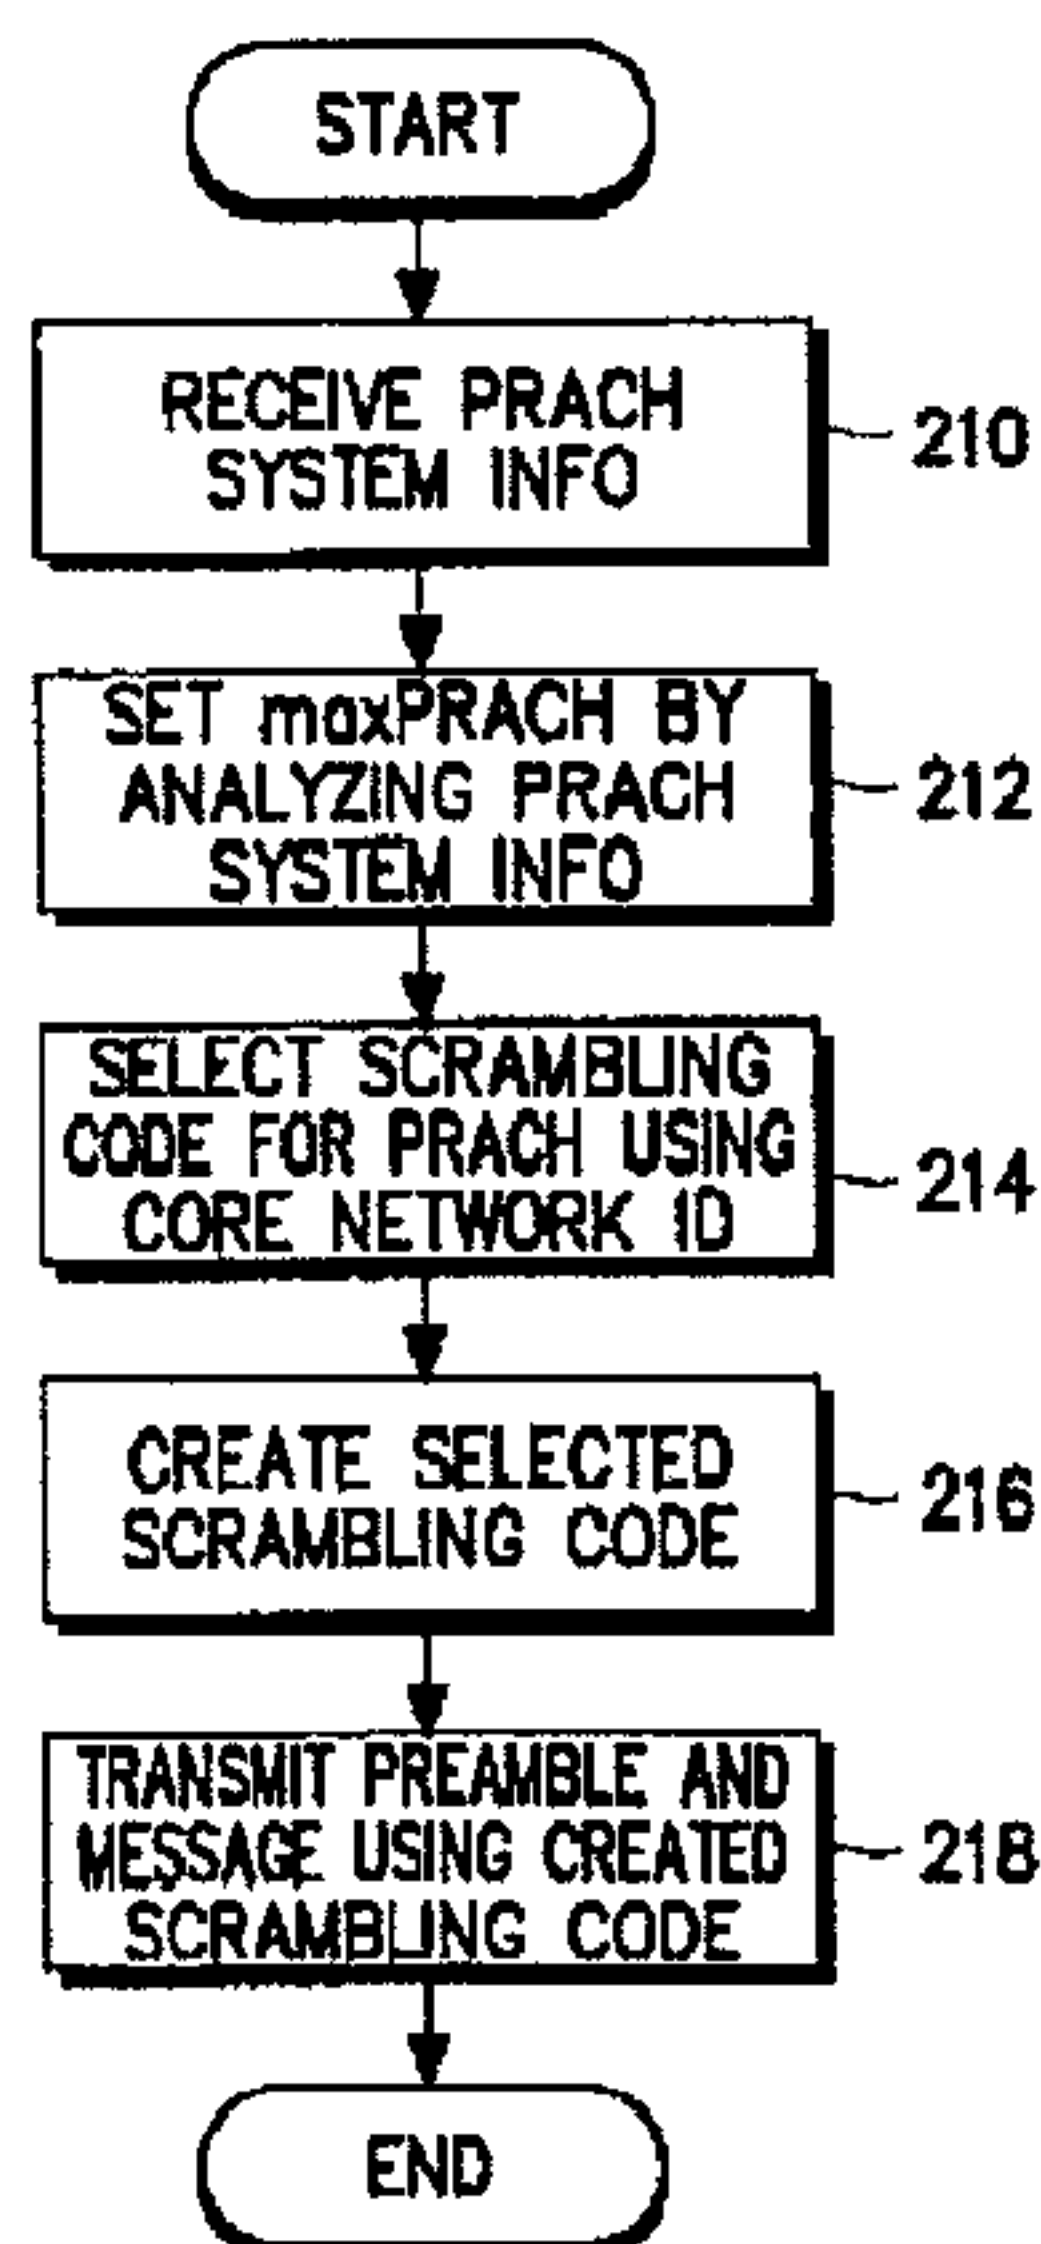 START
RECEIVE PRACH
SYSTEM INFO
210
SET maxPRACH BY
ANALYZING PRACH
SYSTEM INFO
212
SELECT SCRAMBLING
CODE FOR PRACH USING
CORE NETWORK ID
214
CREATE SELECTED
SCRAMBLING CODE
216
TRANSMIT PREAMBLE AND
MESSAGE USING CREATED
SCRAMBLING CODE
218
END